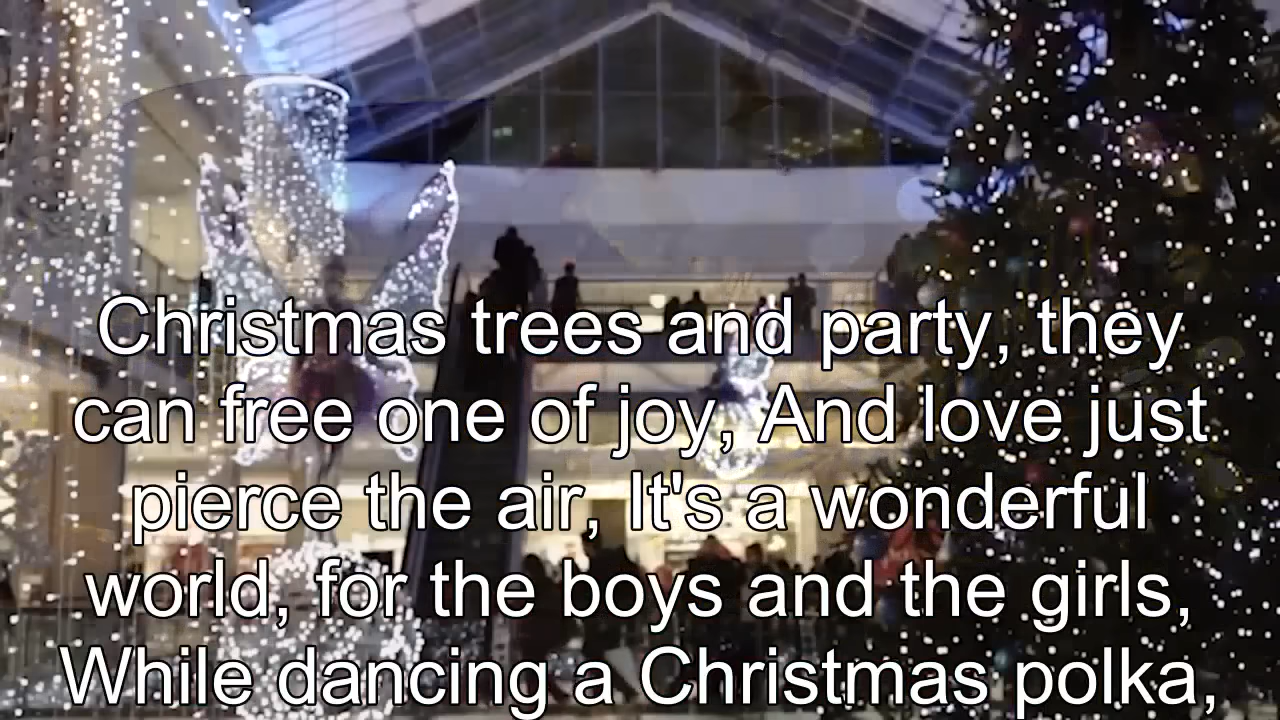 Christmas trees and party, they
can free one of joy, And love just
pierce the air, It's a wonderful
world, for the boys and the girls,
While dancing a Christmas polka,